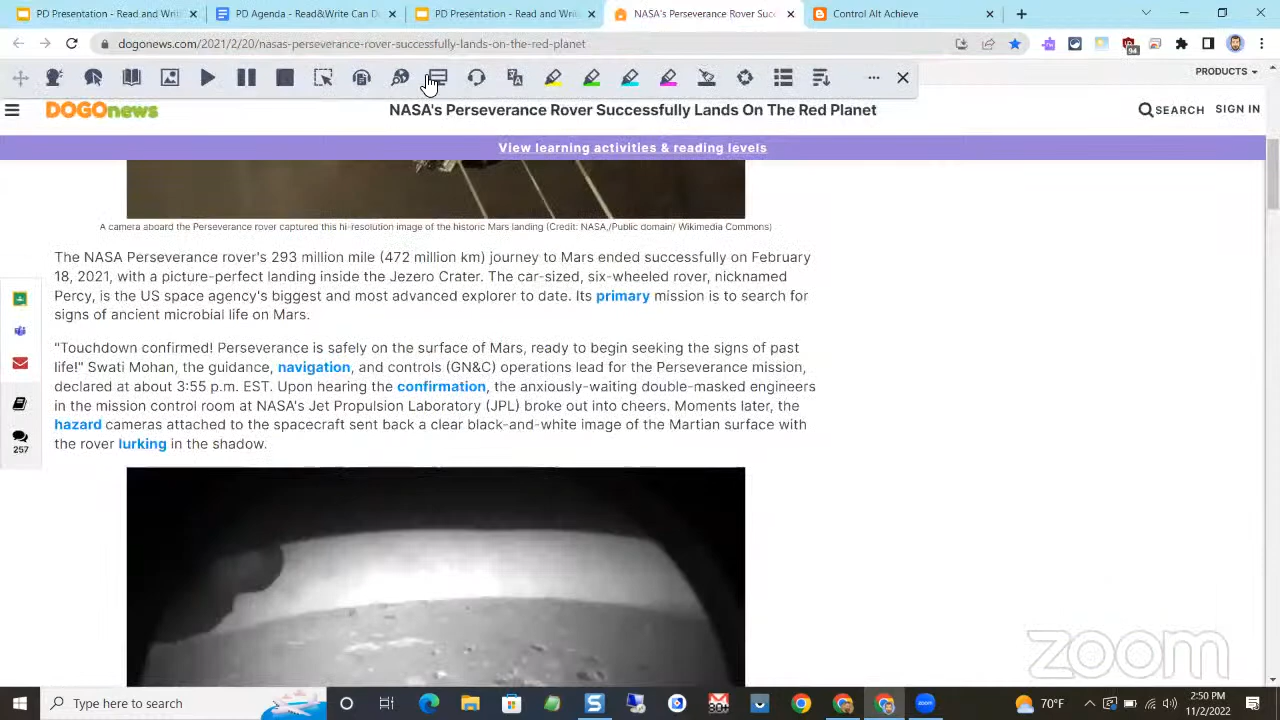 PD Presentation - Read and Writ
PD Agenda - Read&Write Can D
PD Presentation - Read and Writ
NASA's Perseverance Rover Succ
Control Alt Achieve
dogonews.com/2021/2/20/nasas-perseverance-rover-successfully-lands-on-the-red-planet
94
PRODUCTS
DOGOnews
NASA's Perseverance Rover Successfully Lands On The Red Planet
SEARCH
SIGN IN
View learning activities & reading levels
A camera aboard the Perseverance rover captured this hi-resolution image of the historic Mars landing (Credit: NASA,/Public domain/ Wikimedia Commons)
The NASA Perseverance rover's 293 million mile (472 million km) journey to Mars ended successfully on February
18, 2021, with a picture-perfect landing inside the Jezero Crater. The car-sized, six-wheeled rover, nicknamed
Percy, is the US space agency's biggest and most advanced explorer to date. Its primary mission is to search for
signs of ancient microbial life on Mars.
"Touchdown confirmed! Perseverance is safely on the surface of Mars, ready to begin seeking the signs of past
life!" Swati Mohan, the guidance, navigation, and controls (GN&C) operations lead for the Perseverance mission,
declared at about 3:55 p.m. EST. Upon hearing the confirmation, the anxiously-waiting double-masked engineers
in the mission control room at NASA's Jet Propulsion Laboratory (JPL) broke out into cheers. Moments later, the
hazard cameras attached to the spacecraft sent back a clear black-and-white image of the Martian surface with
the rover lurking in the shadow.
257
zoom
Type here to search
30+
zoom
70°F
2:50 PM
11/2/2022